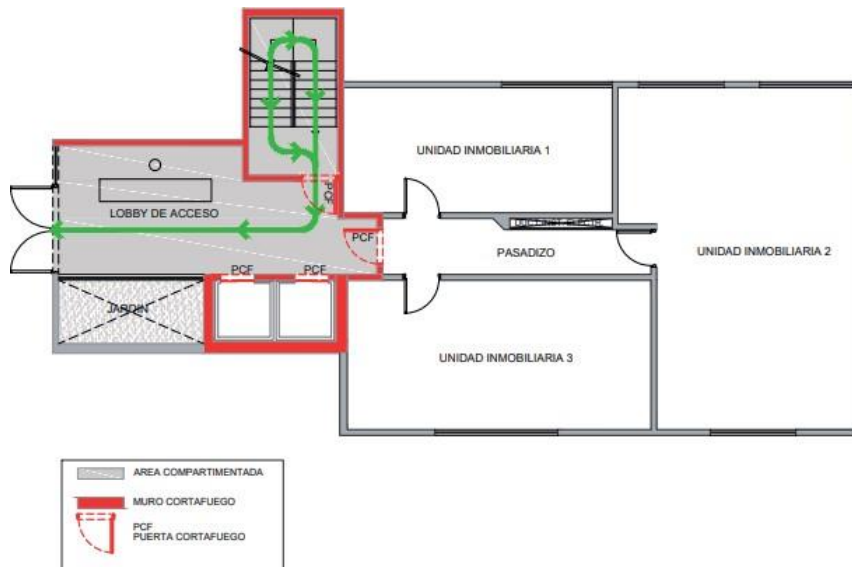 UNIDAD INMOBILIARIA 1
PCF
LOBBY DE ACCESO
PCF
PASADIZO
UNIDAD INMOBILIARIA 2
PCF
PCF
JARDIN
UNIDAD INMOBILIARIA 3
AREA COMPARTIMENTADA
MURO CORTAFUEGO
PCF
PUERTA CORTAFUEGO